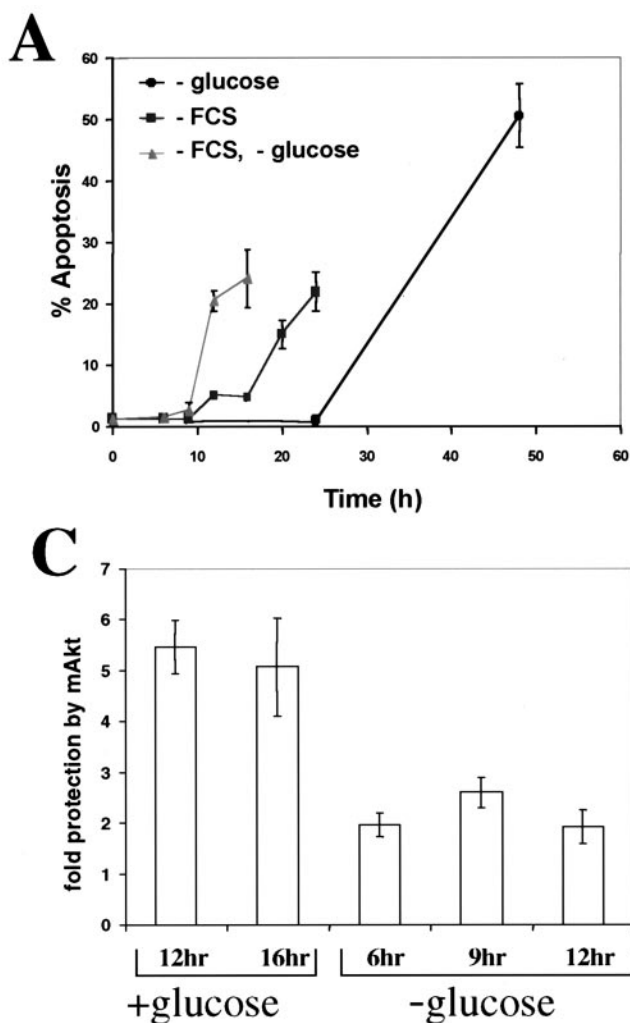 A
60
50
40
30
20
10
0
% Apoptosis
- glucose
- FCS
- FCS, - glucose
0 10 20 30 40 50 60
Time (h)
C
7
6
5
4
3
2
1
0
fold protection by mAkt
12hr 16hr 6hr 9hr 12hr
+glucose -glucose